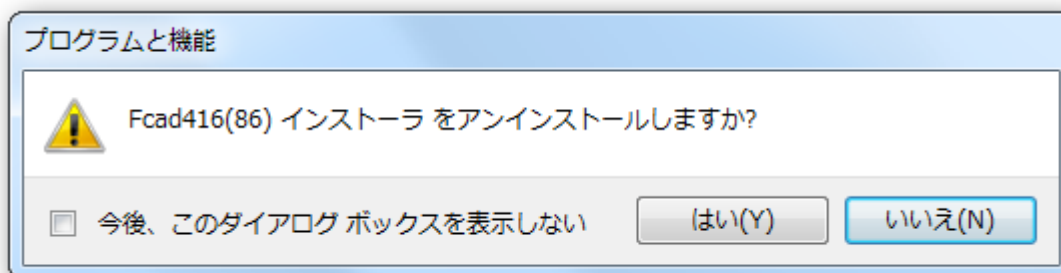 プログラムと機能
Fcad416(86) インストーラ をアンインストールしますか?
今後、このダイアログ ボックスを表示しない
はい(Y)
いいえ(N)